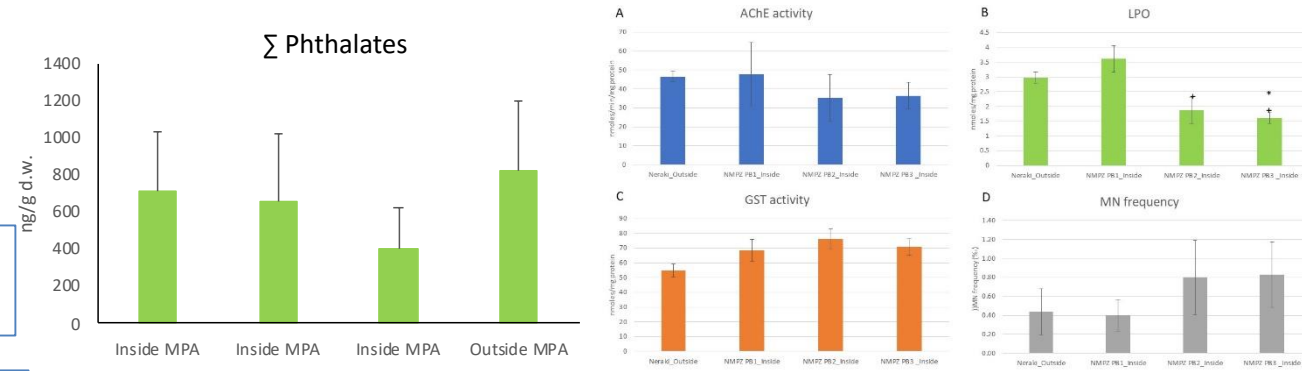 ∑ Phthalates
ng/g d.w.
1400
1200
1000
800
600
400
200
0
Inside MPA Inside MPA Inside MPA Outside MPA
A
AChE activity
nmoles/min/mg protein
70
60
50
40
30
20
10
0
Neraki_Outside NMPZ PB1_Inside NMPZ PB2_Inside NMPZ PB3_Inside
B
LPO
nmoles/mg protein
4.5
4
3.5
3
2.5
2
1.5
1
0.5
0
+
*
+
Neraki_Outside NMPZ PB1_Inside NMPZ PB2_Inside NMPZ PB3_Inside
C
GST activity
nmoles/mg protein
90
80
70
60
50
40
30
20
10
0
Neraki_Outside NMPZ PB1_Inside NMPZ PB2_Inside NMPZ PB3_Inside
D
MN frequency
MN frequency (‰)
1.40
1.20
1.00
0.80
0.60
0.40
0.20
0.00
Neraki_Outside NMPZ PB1_Inside NMPZ PB2_Inside NMPZ PB3_Inside